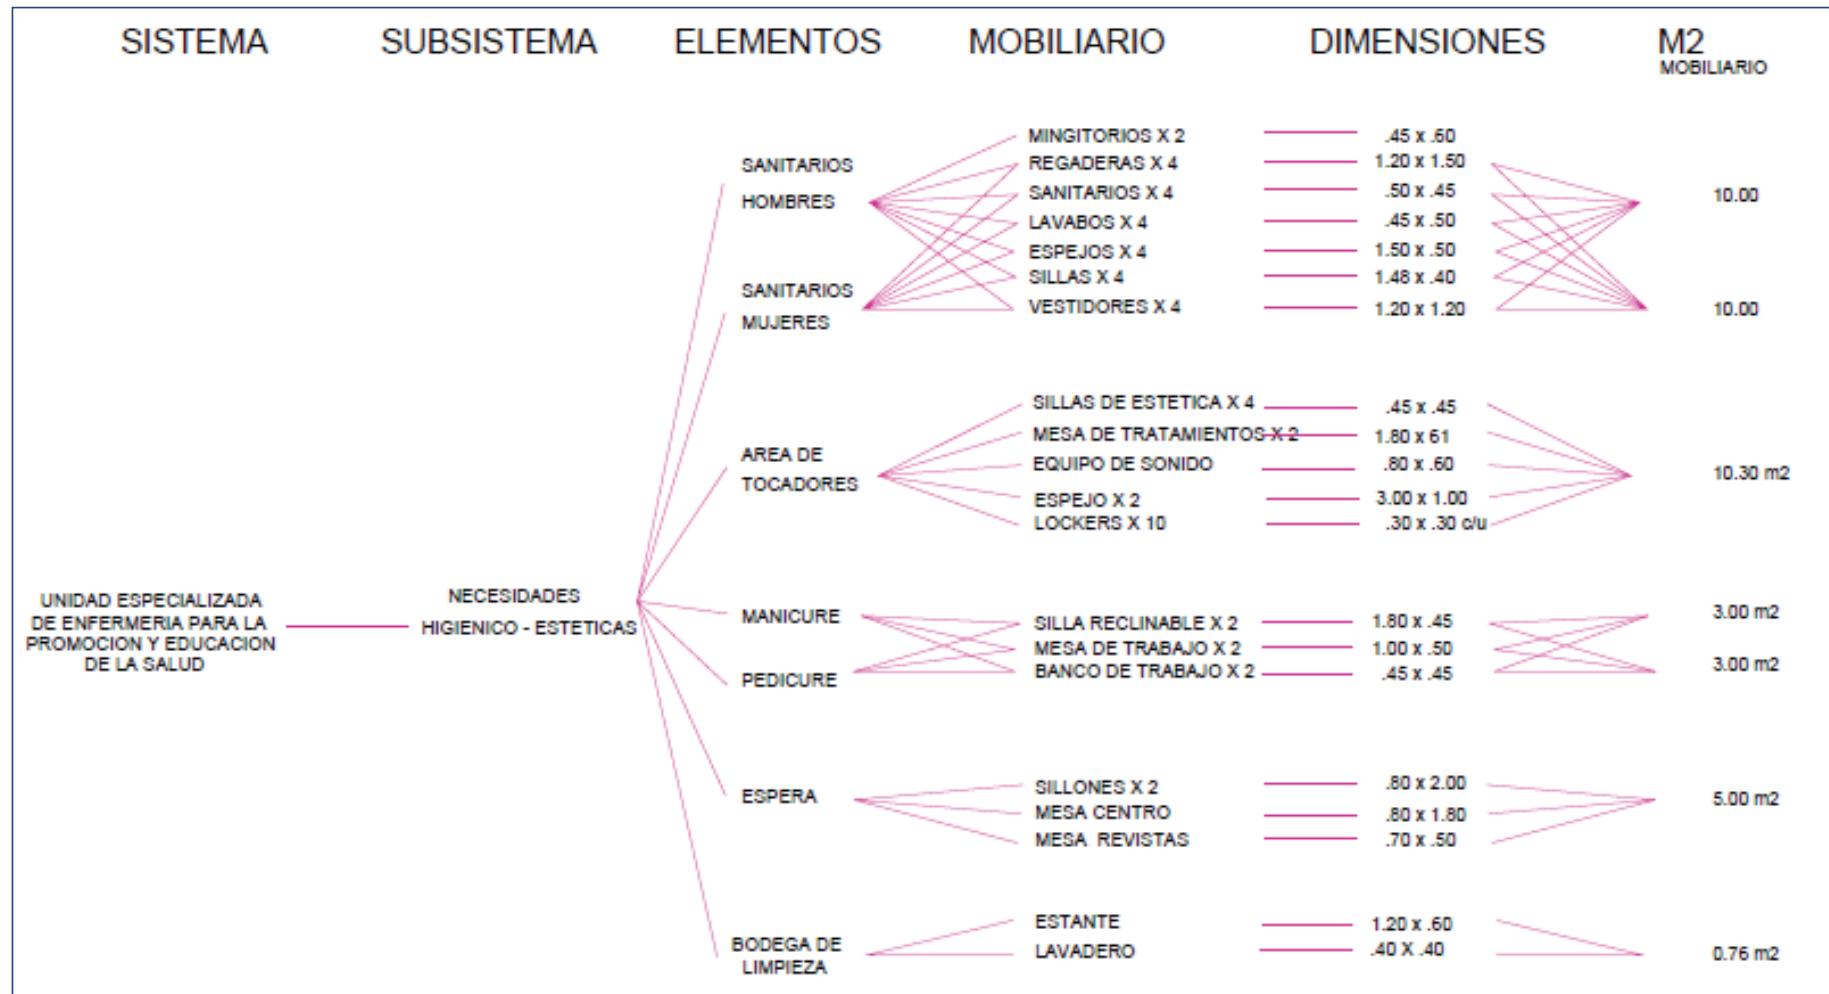 SISTEMA SUBSISTEMA ELEMENTOS MOBILIARIO DIMENSIONES M2
MOBILIARIO
UNIDAD ESPECIALIZADA
DE ENFERMERIA PARA LA
PROMOCION Y EDUCACION
DE LA SALUD
NECESIDADES
HIGIENICO - ESTETICAS
SANITARIOS
HOMBRES
SANITARIOS
MUJERES
MINGITORIOS X 2 .45 x .60
REGADERAS X 4 1.20 x 1.50
SANITARIOS X 4 .50 x .45
LAVABOS X 4 .45 x .50
ESPEJOS X 4 1.50 x .50
SILLAS X 4 1.48 x .40
VESTIDORES X 4 1.20 x 1.20
10.00
10.00
AREA DE
TOCADORES
SILLAS DE ESTETICA X 4 .45 x .45
MESA DE TRATAMIENTOS X 2 1.80 x 61
EQUIPO DE SONIDO .80 x .60
ESPEJO X 2 3.00 x 1.00
LOCKERS X 10 .30 x .30 c/u
10.30 m2
MANICURE
PEDICURE
SILLA RECLINABLE X 2 1.80 x .45
MESA DE TRABAJO X 2 1.00 x .50
BANCO DE TRABAJO X 2 .45 x .45
3.00 m2
3.00 m2
ESPERA
SILLONES X 2 .80 x 2.00
MESA CENTRO .80 x 1.80
MESA REVISTAS .70 x .50
5.00 m2
BODEGA DE
LIMPIEZA
ESTANTE 1.20 x .60
LAVADERO .40 X .40
0.76 m2